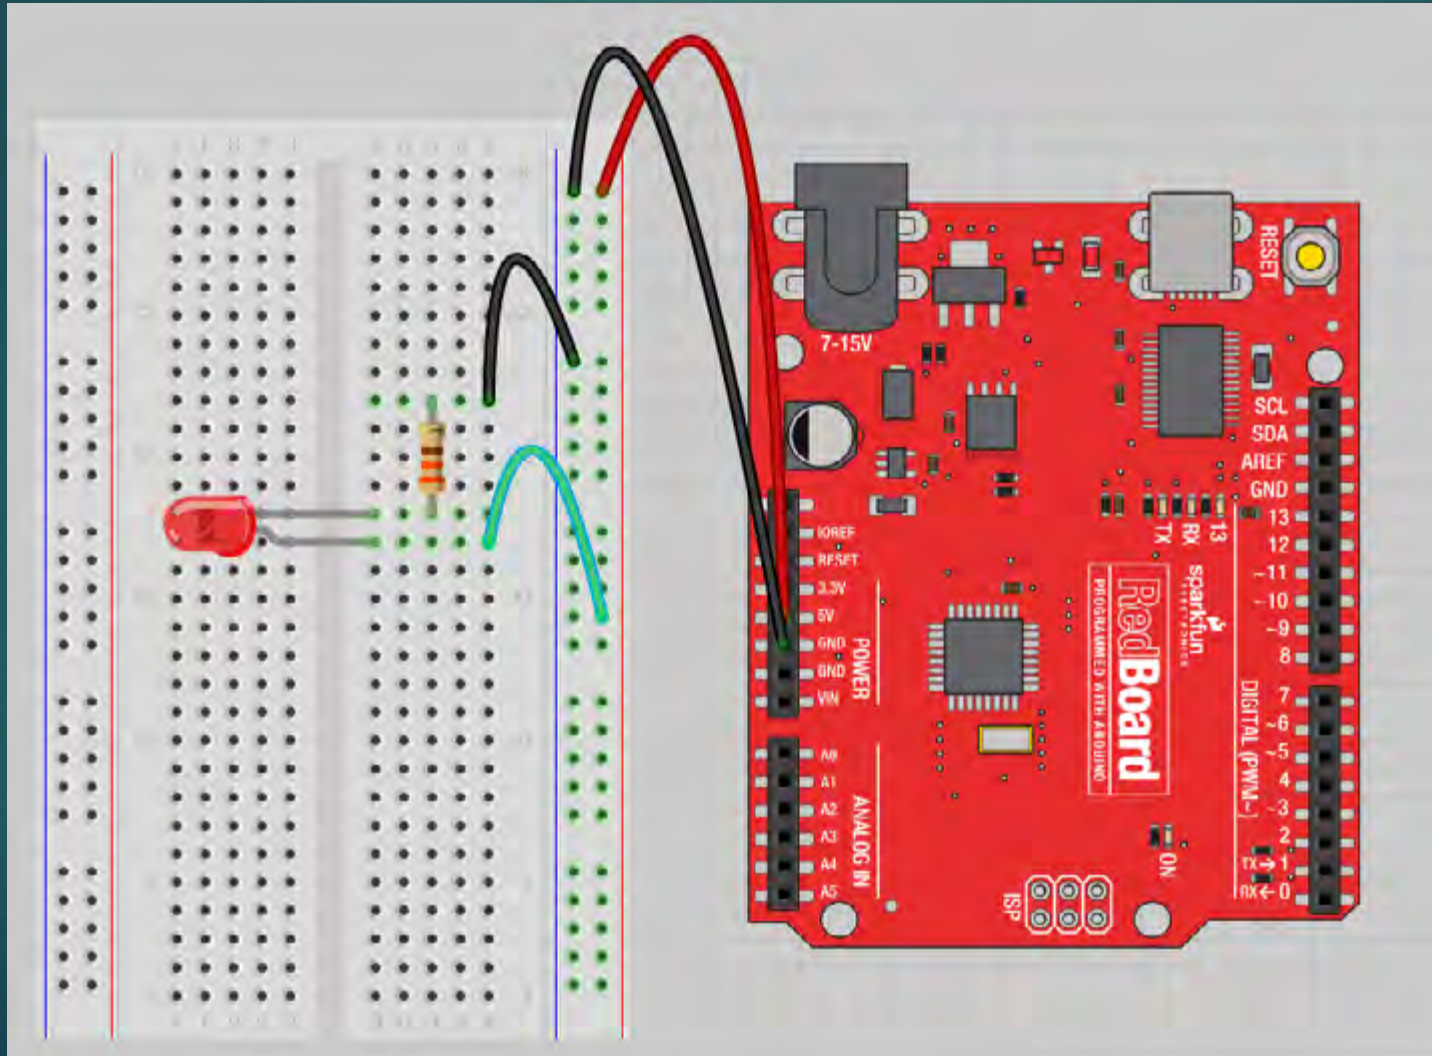 RESET
7-15V
SCL
SDA
AREF
GND
13
12
~11
~10
~9
8
7
~6
~5
4
~3
2
TX→1
RX←0
DIGITAL (PWM~)
TX
RX
13
IOREF
RESET
3.3V
5V
GND
GND
VIN
POWER
A0
A1
A2
A3
A4
A5
ANALOG IN
sparkfun
ELECTRONICS
RedBoard
PROGRAMMED WITH ARDUINO
ISP
ON